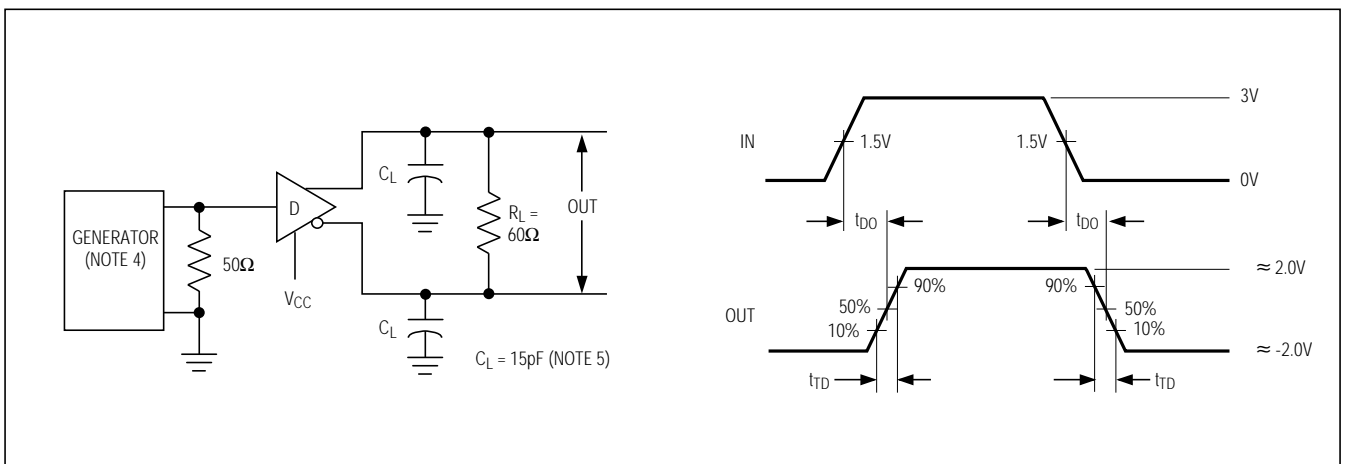 GENERATOR
(NOTE 4)
50Ω
D
V_CC
C_L
C_L
R_L =
60Ω
OUT
C_L = 15pF (NOTE 5)
IN
1.5V
1.5V
3V
0V
t_DO
t_DO
OUT
90%
50%
10%
90%
50%
10%
≈ 2.0V
≈ -2.0V
t_TD
t_TD